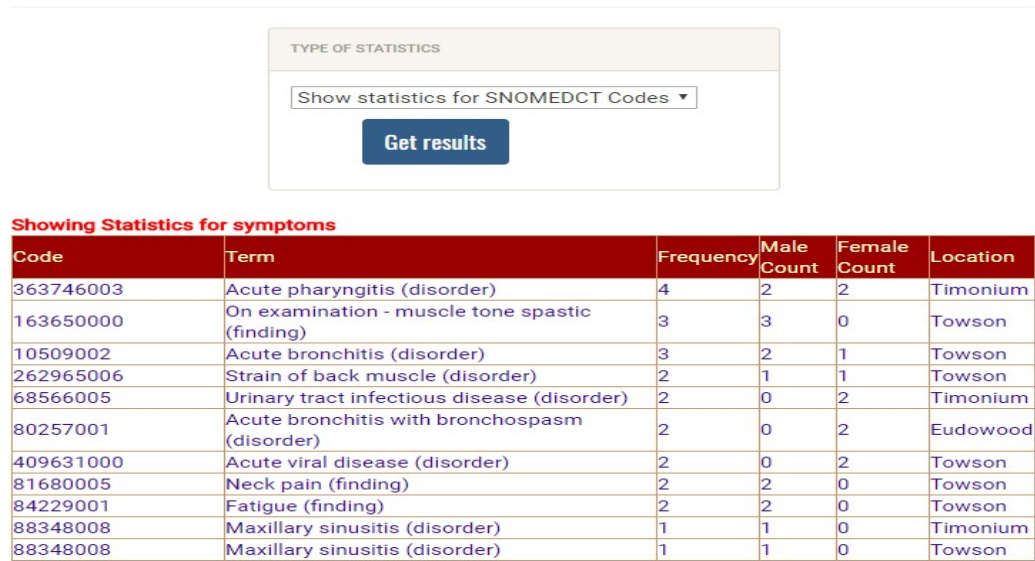 TYPE OF STATISTICS
Show statistics for SNOMEDCT Codes ▼
Get results
Showing Statistics for symptoms
Code Term Frequency Male Count Female Count Location
363746003 Acute pharyngitis (disorder) 4 2 2 Timonium
163650000 On examination - muscle tone spastic (finding) 3 3 0 Towson
10509002 Acute bronchitis (disorder) 3 2 1 Towson
262965006 Strain of back muscle (disorder) 2 1 1 Towson
68566005 Urinary tract infectious disease (disorder) 2 0 2 Timonium
80257001 Acute bronchitis with bronchospasm (disorder) 2 0 2 Eudowood
409631000 Acute viral disease (disorder) 2 0 2 Towson
81680005 Neck pain (finding) 2 2 0 Towson
84229001 Fatigue (finding) 2 2 0 Towson
88348008 Maxillary sinusitis (disorder) 1 1 0 Timonium
88348008 Maxillary sinusitis (disorder) 1 1 0 Towson